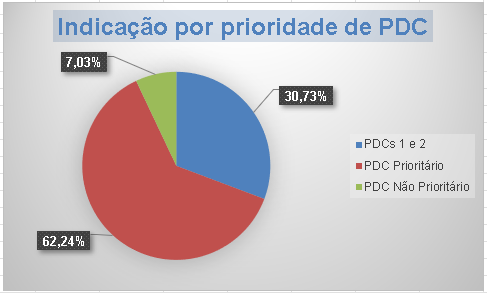 Indicação por prioridade de PDC
7,03%
30,73%
PDCs 1 e 2
PDC Prioritário
PDC Não Prioritário
62,24%